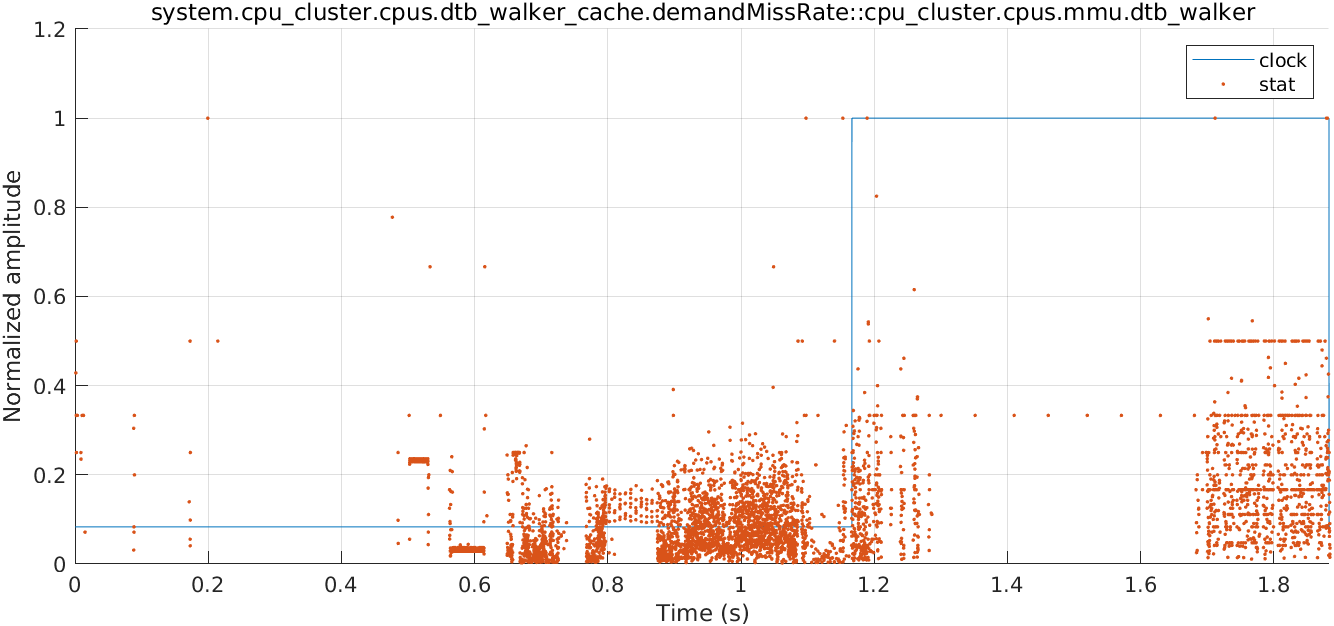 system.cpu_cluster.cpus.dtb_walker_cache.demandMissRate::cpu_cluster.cpus.mmu.dtb_walker
1.2
1
0.8
0.6
0.4
0.2
0
Normalized amplitude
clock
stat
0 0.2 0.4 0.6 0.8 1 1.2 1.4 1.6 1.8
Time (s)